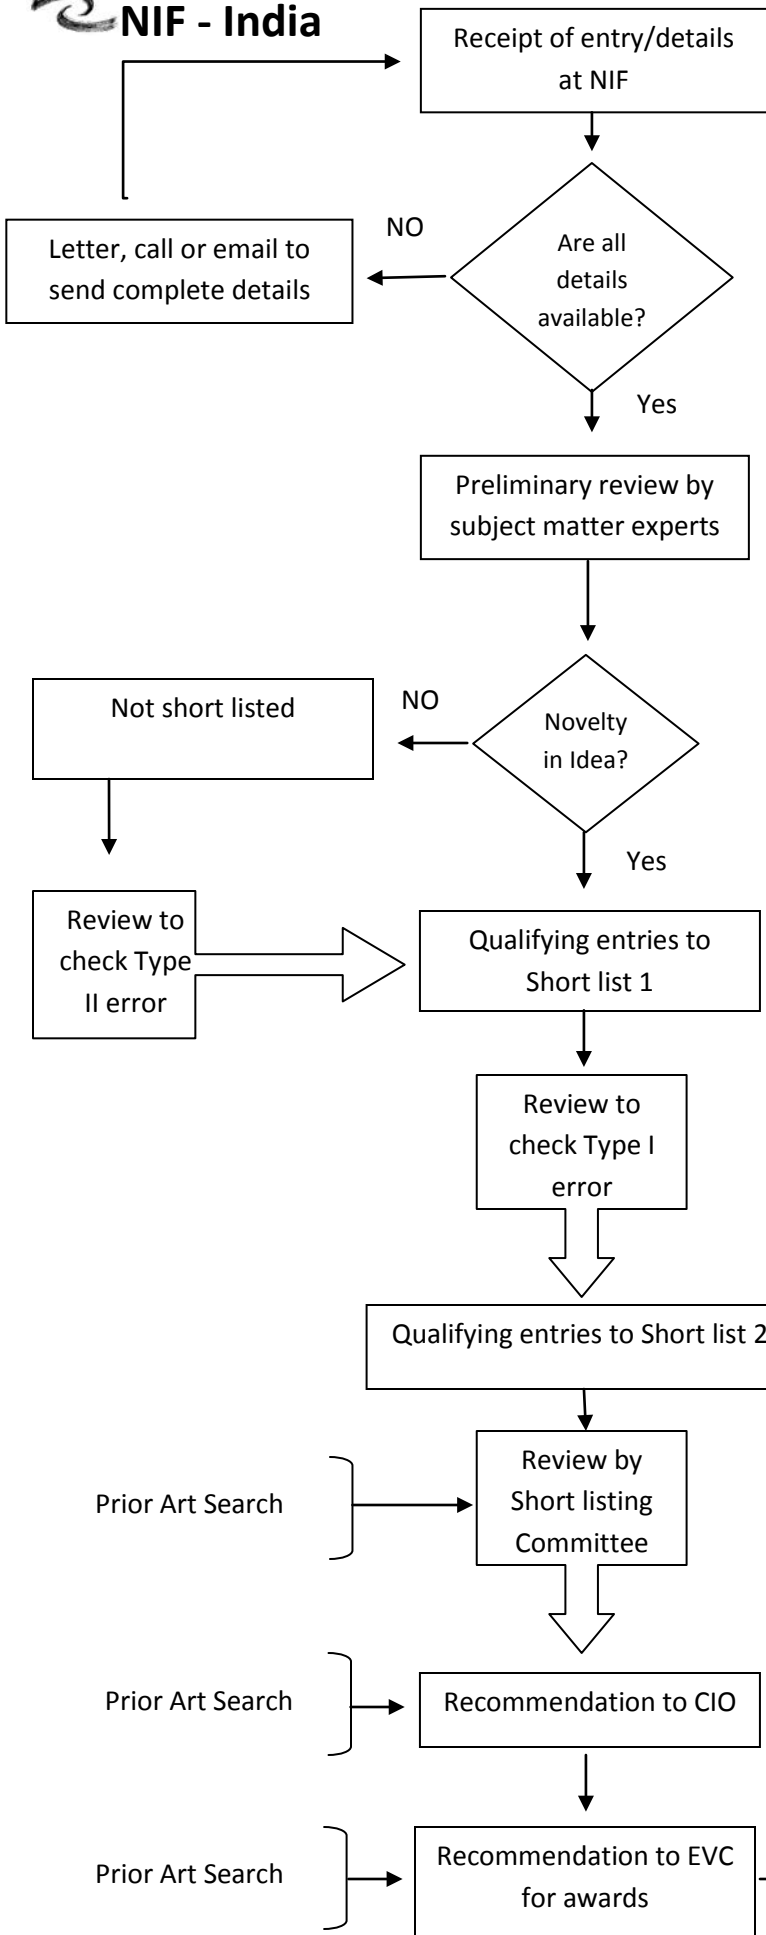 NIF - India
Receipt of entry/details
at NIF
NO
Letter, call or email to
send complete details
Are all
details
available?
Yes
Preliminary review by
subject matter experts
Not short listed
NO
Novelty
in Idea?
Yes
Review to
check Type
II error
Qualifying entries to
Short list 1
Review to
check Type I
error
Qualifying entries to Short list 2
Prior Art Search
Review by
Short listing
Committee
Prior Art Search
Recommendation to CIO
Prior Art Search
Recommendation to EVC
for awards